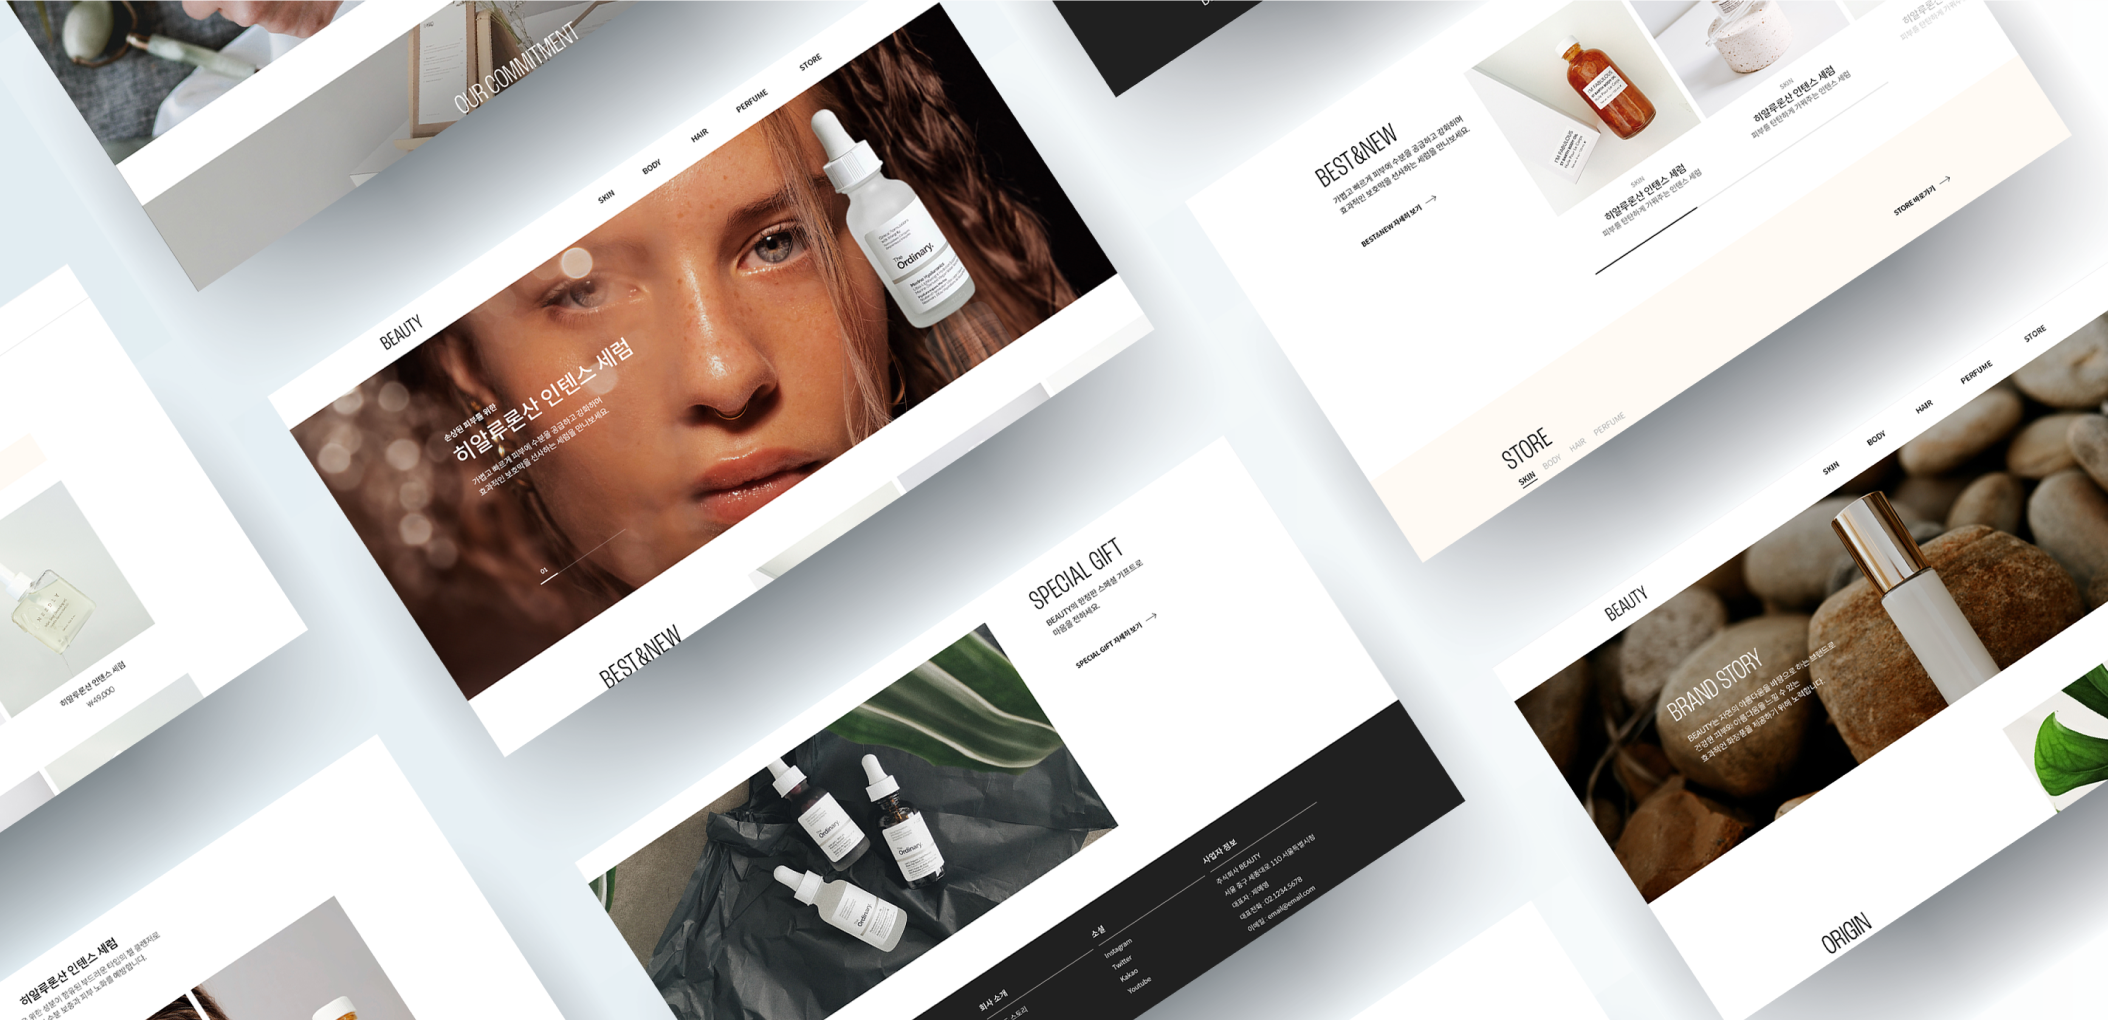 OUR COMMITMENT
BEAUTY
SKIN
BODY
HAIR
PERFUME
STORE
손상된 피부를 위한
히알루론산 인텐스 세럼
가볍고 빠르게 피부에 수분을 공급하고 강화하며
효과적인 보호막을 선사하는 세럼을 만나보세요.
01
The
Ordinary.
BEST&NEW
BEST&NEW
가볍고 빠르게 피부에 수분을 공급하고 강화하며
효과적인 보호막을 선사하는 세럼을 만나보세요.
BEST&NEW 자세히 보기
I'M FABULOUS
I'M FABULOUS
SKIN
히알루론산 인텐스 세럼
피부를 탄탄하게 가꿔주는 인텐스 세럼
SKIN
히알루론산 인텐스 세럼
피부를 탄탄하게 가꿔주는 인텐스 세럼
STORE 바로가기
STORE
SKIN
BODY
HAIR
PERFUME
SPECIAL GIFT
BEAUTY의 한정판 스페셜 기프트로
마음을 전하세요.
SPECIAL GIFT 자세히 보기
The
Ordinary.
The
Ordinary.
The
Ordinary.
회사 소개
소셜
Instagram
Twitter
Kakao
Youtube
사업자 정보
주식회사 BEAUTY
서울 중구 세종대로 110 서울특별시청
대표전화 : 02.1234.5678
이메일 : email@email.com
BEAUTY
SKIN
BODY
HAIR
PERFUME
STORE
BRAND STORY
BEAUTY는 자연의 아름다움을 바탕으로 하는 브랜드로
건강한 피부와 아름다움을 느낄 수 있는
효과적인 화장품을 제공하기 위해 노력합니다.
ORIGIN
히알루론산 인텐스 세럼
₩49,000
히알루론산 인텐스 세럼